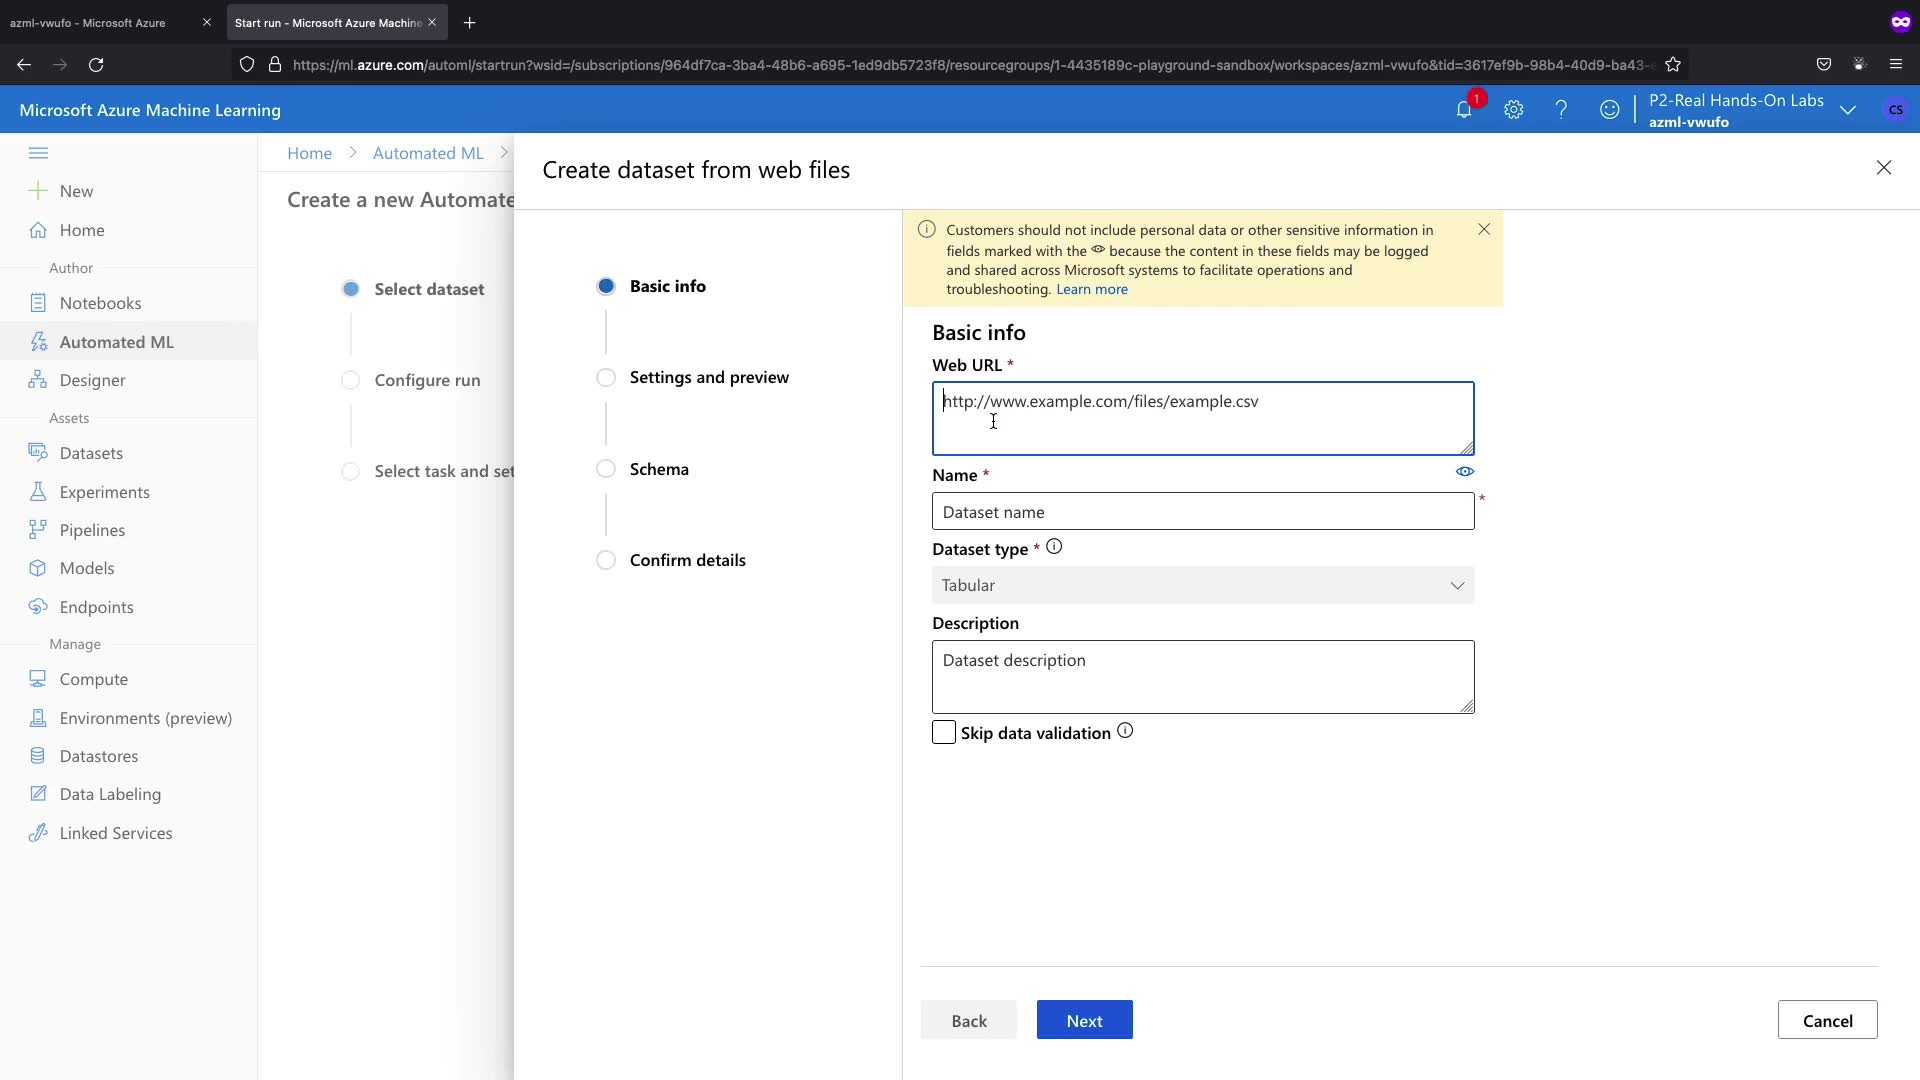 azml-vwufo - Microsoft Azure
Start run - Microsoft Azure Machine
https://ml.azure.com/automl/startrun?wsid=/subscriptions/964df7ca-3ba4-48b6-a695-1ed9db5723f8/resourcegroups/1-4435189c-playground-sandbox/workspaces/azml-vwufo&tid=3617ef9b-98b4-40d9-ba43-
Microsoft Azure Machine Learning
1
P2-Real Hands-On Labs
azml-vwufo
CS
New
Home
Author
Notebooks
Automated ML
Designer
Assets
Datasets
Experiments
Pipelines
Models
Endpoints
Manage
Compute
Environments (preview)
Datastores
Data Labeling
Linked Services
Home > Automated ML >
Create a new Automate
Select dataset
Configure run
Select task and set
Create dataset from web files
Basic info
Settings and preview
Schema
Confirm details
Customers should not include personal data or other sensitive information in
fields marked with the because the content in these fields may be logged
and shared across Microsoft systems to facilitate operations and
troubleshooting. Learn more
Basic info
Web URL *
http://www.example.com/files/example.csv
Name *
Dataset name
*
Dataset type *
Tabular
Description
Dataset description
Skip data validation
Back
Next
Cancel